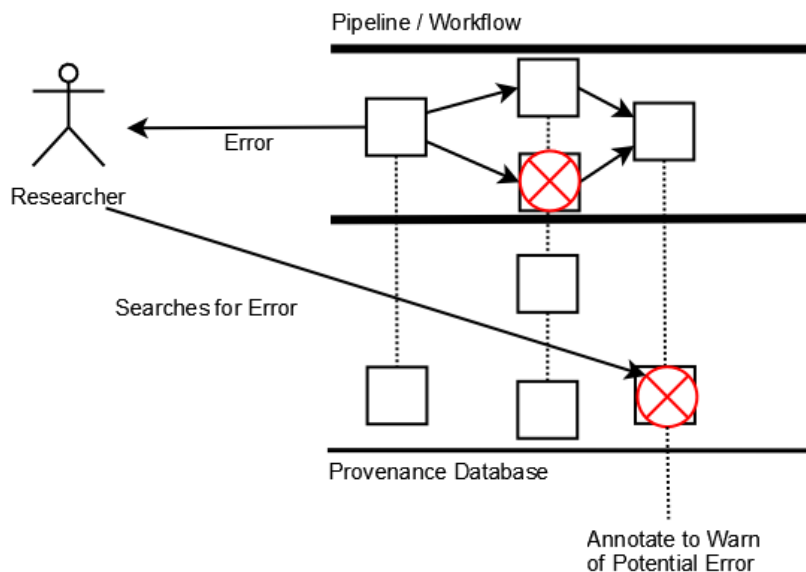 Pipeline / Workflow
Error
Researcher
Searches for Error
Provenance Database
Annotate to Warn
of Potential Error